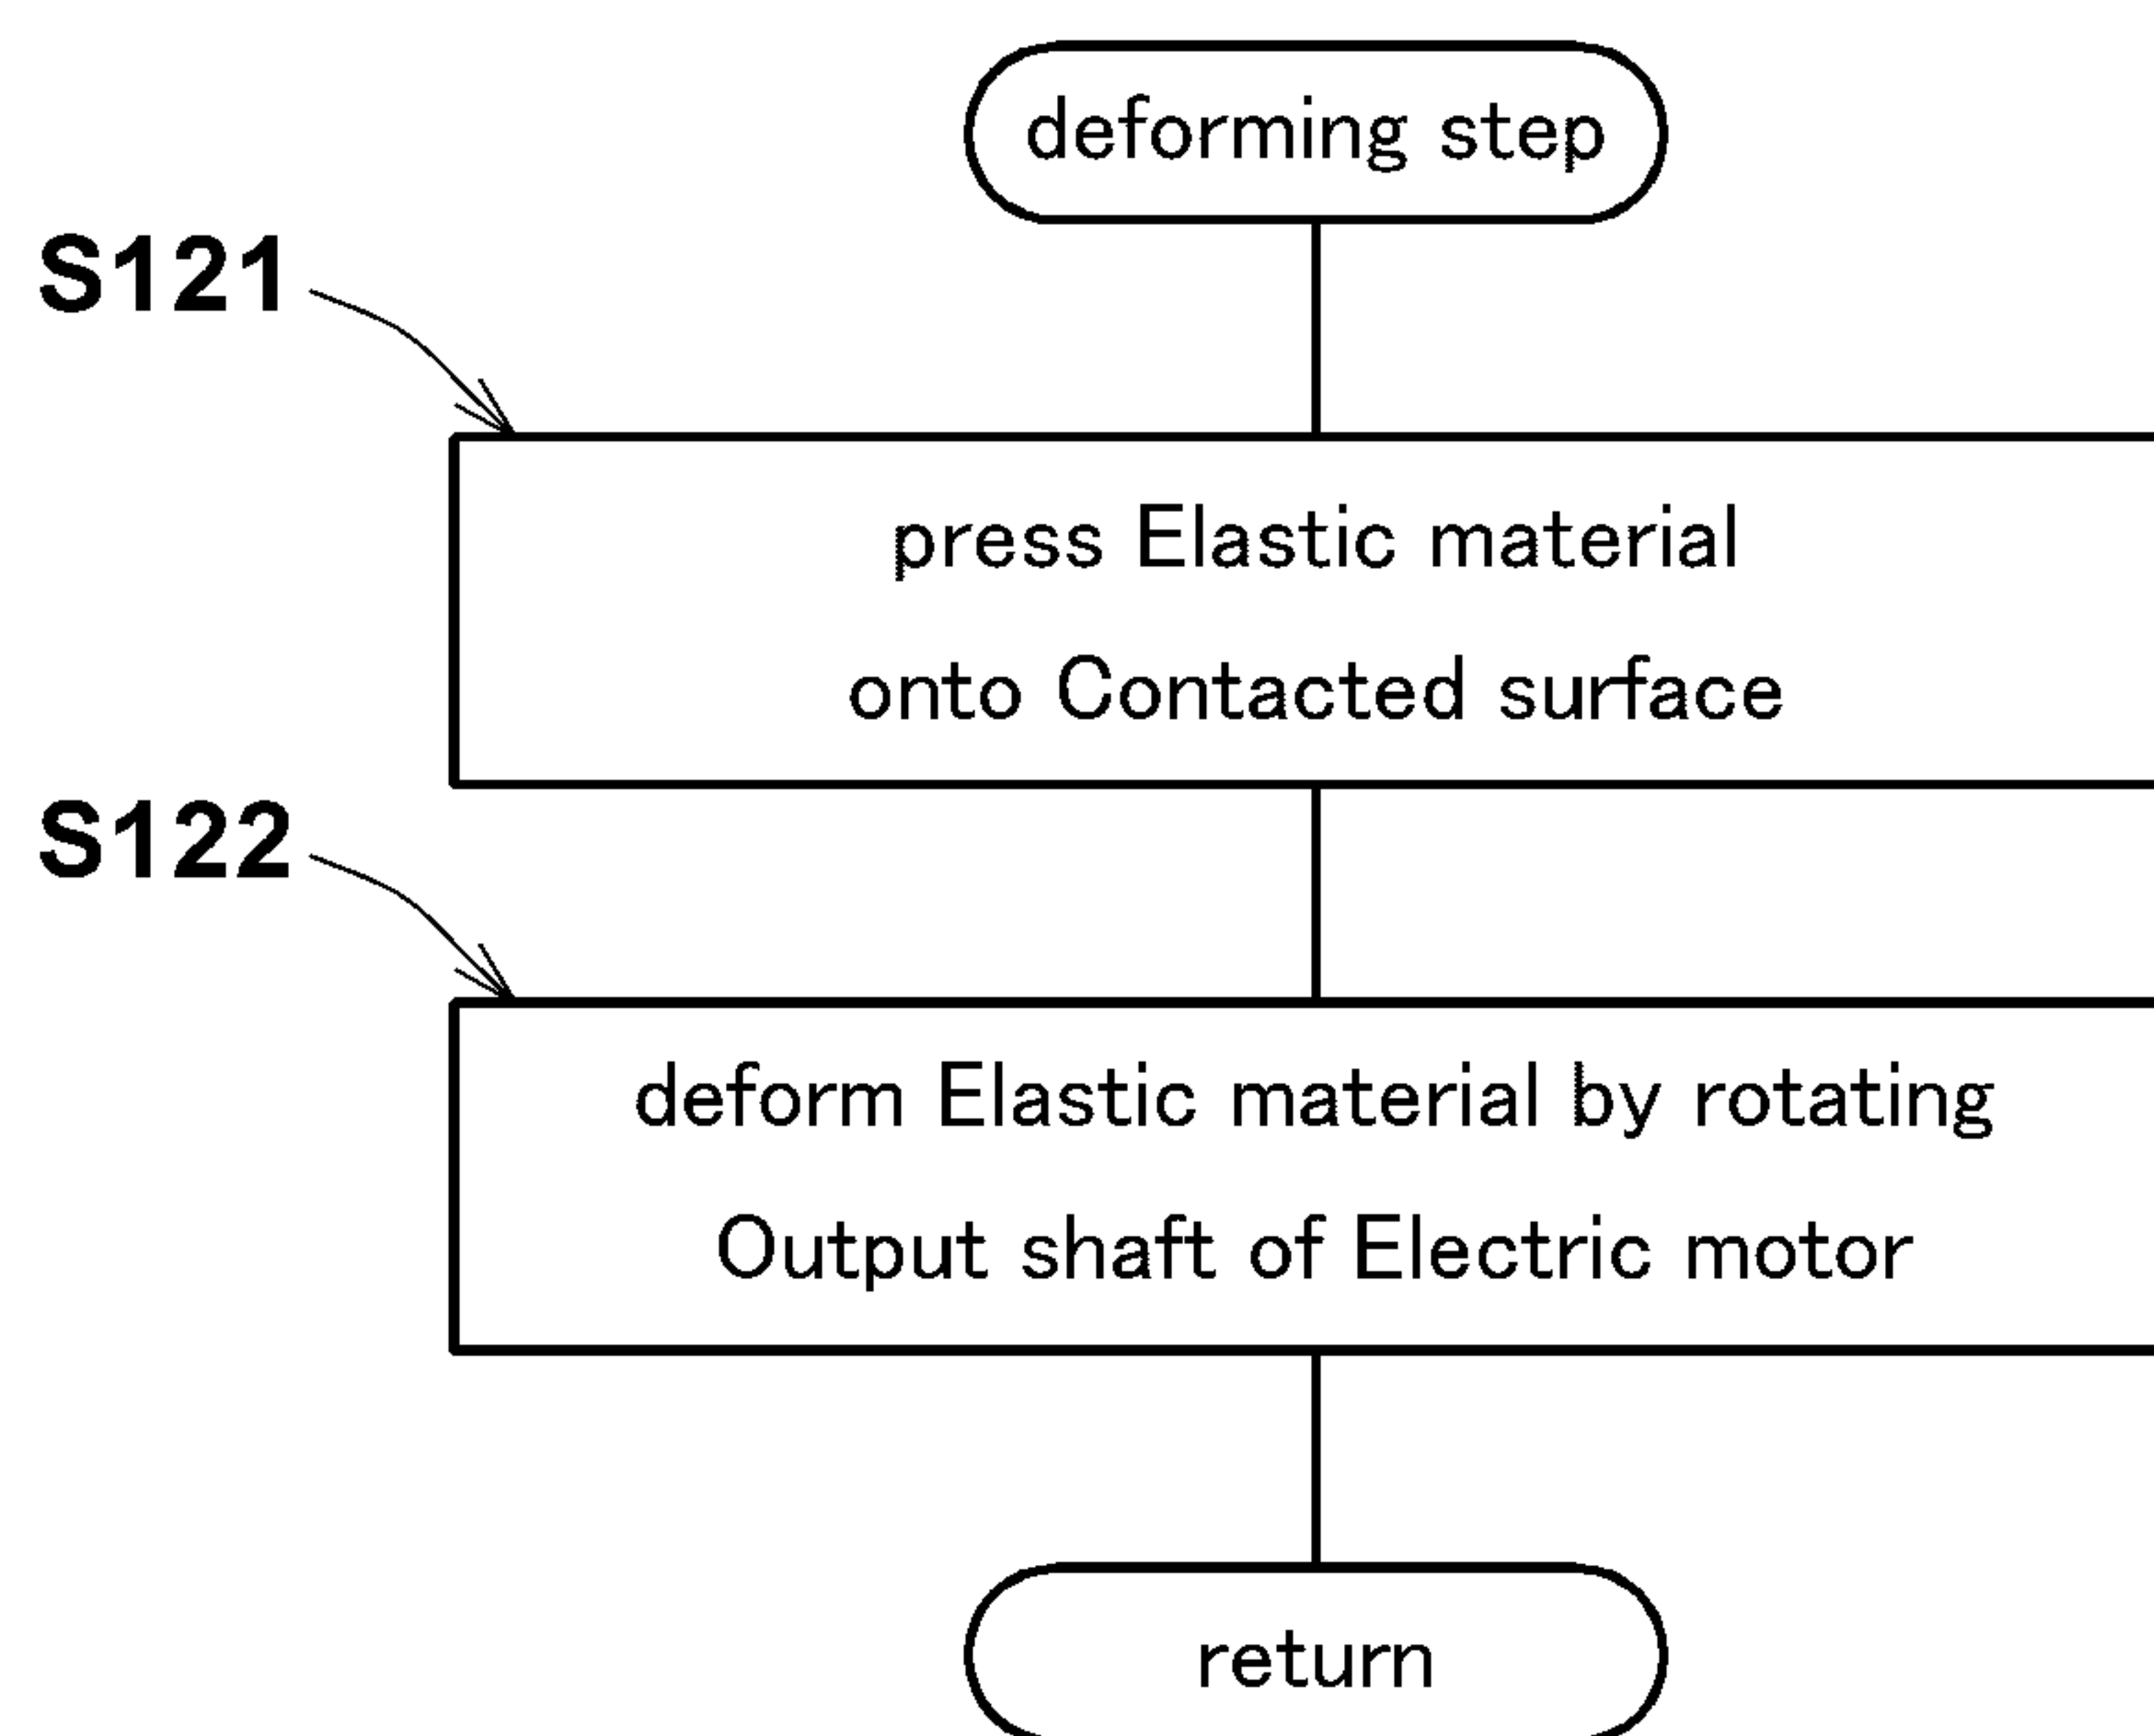 deforming step
S121
press Elastic material
onto Contacted surface
S122
deform Elastic material by rotating
Output shaft of Electric motor
return